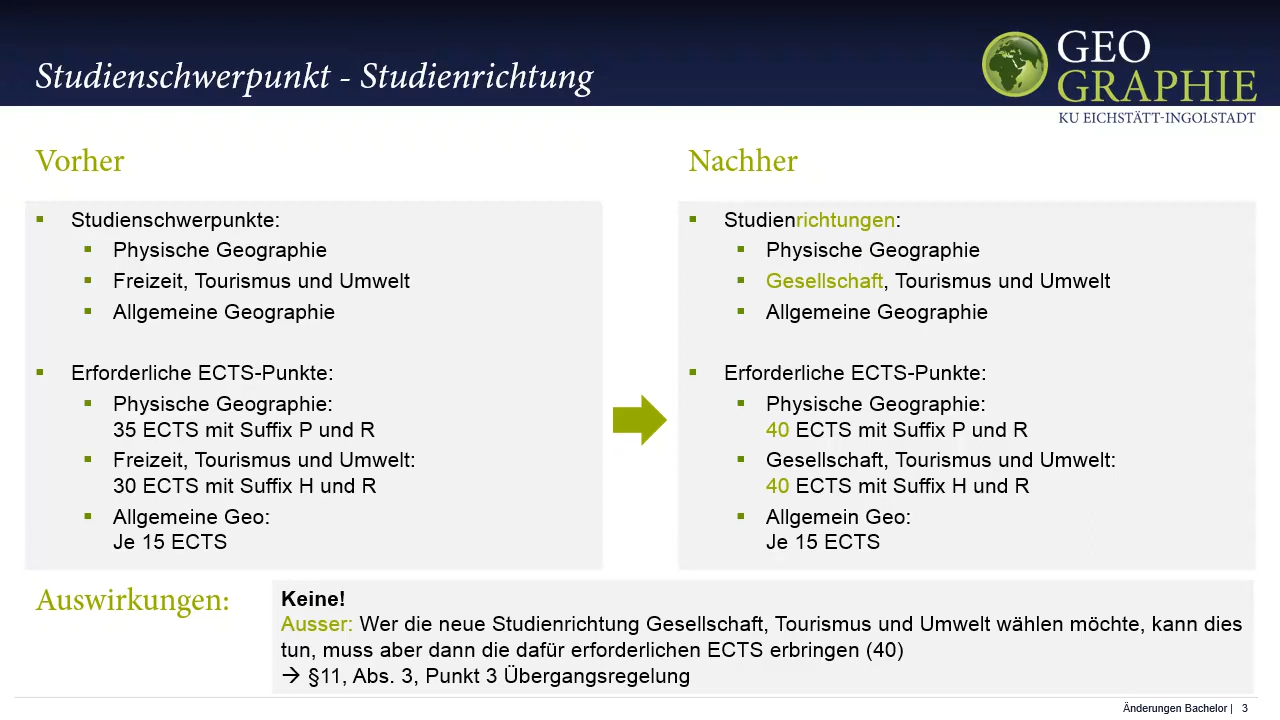 Studienschwerpunkt - Studienrichtung
GEO
GRAPHIE
KU EICHSTÄTT-INGOLSTADT
Vorher
Studienschwerpunkte:
Physische Geographie
Freizeit, Tourismus und Umwelt
Allgemeine Geographie
Erforderliche ECTS-Punkte:
Physische Geographie:
35 ECTS mit Suffix P und R
Freizeit, Tourismus und Umwelt:
30 ECTS mit Suffix H und R
Allgemeine Geo:
Je 15 ECTS
Nachher
Studienrichtungen:
Physische Geographie
Gesellschaft, Tourismus und Umwelt
Allgemeine Geographie
Erforderliche ECTS-Punkte:
Physische Geographie:
40 ECTS mit Suffix P und R
Gesellschaft, Tourismus und Umwelt:
40 ECTS mit Suffix H und R
Allgemein Geo:
Je 15 ECTS
Auswirkungen:
Keine!
Ausser: Wer die neue Studienrichtung Gesellschaft, Tourismus und Umwelt wählen möchte, kann dies
tun, muss aber dann die dafür erforderlichen ECTS erbringen (40)
→ §11, Abs. 3, Punkt 3 Übergangsregelung
Änderungen Bachelor | 3